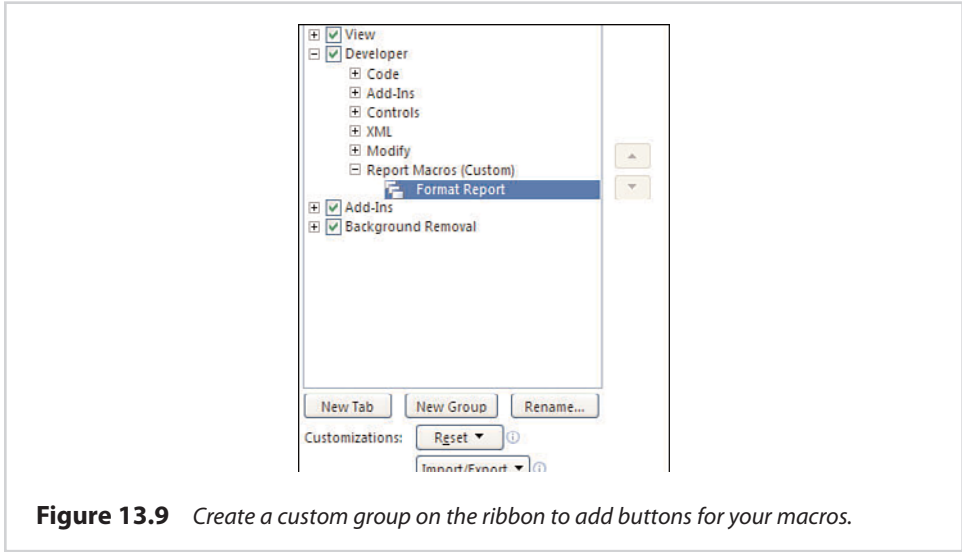 View
Developer
Code
Add-Ins
Controls
XML
Modify
Report Macros (Custom)
Format Report
Add-Ins
Background Removal
New Tab New Group Rename...
Customizations: Reset
Import/Export
Figure 13.9 Create a custom group on the ribbon to add buttons for your macros.